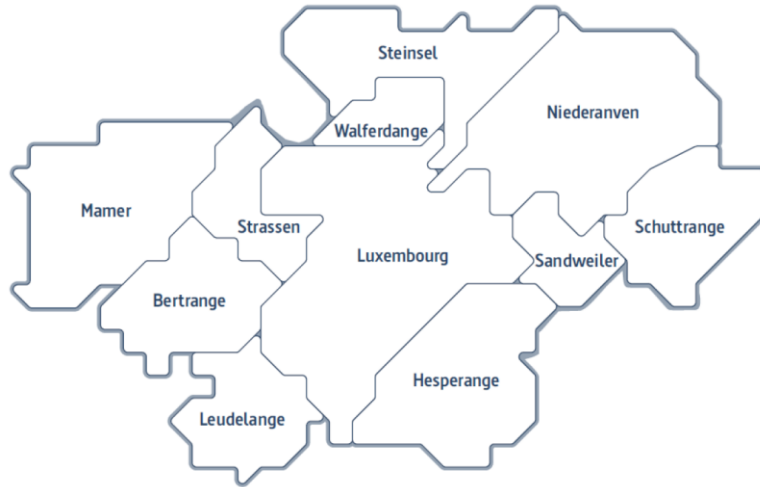 Steinsel
Niederanven
Walferdange
Mamer
Strassen
Schuttrange
Luxembourg
Sandweiler
Bertrange
Hesperange
Leudelange